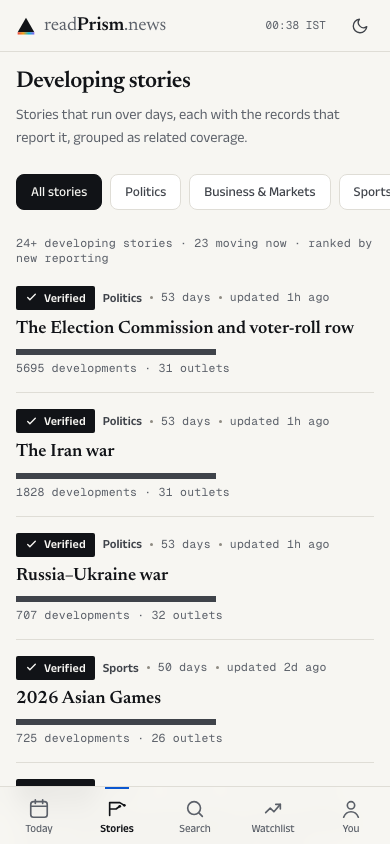 readPrism.news
00:38 IST
Developing stories
Stories that run over days, each with the records that
report it, grouped as related coverage.
All stories
Politics
Business & Markets
Sports
24+ developing stories · 23 moving now · ranked by
new reporting
Verified Politics • 53 days • updated 1h ago
The Election Commission and voter-roll row
5695 developments · 31 outlets
Verified Politics • 53 days • updated 1h ago
The Iran war
1828 developments · 31 outlets
Verified Politics • 53 days • updated 1h ago
Russia–Ukraine war
707 developments · 32 outlets
Verified Sports • 50 days • updated 2d ago
2026 Asian Games
725 developments · 26 outlets
Today
Stories
Search
Watchlist
You